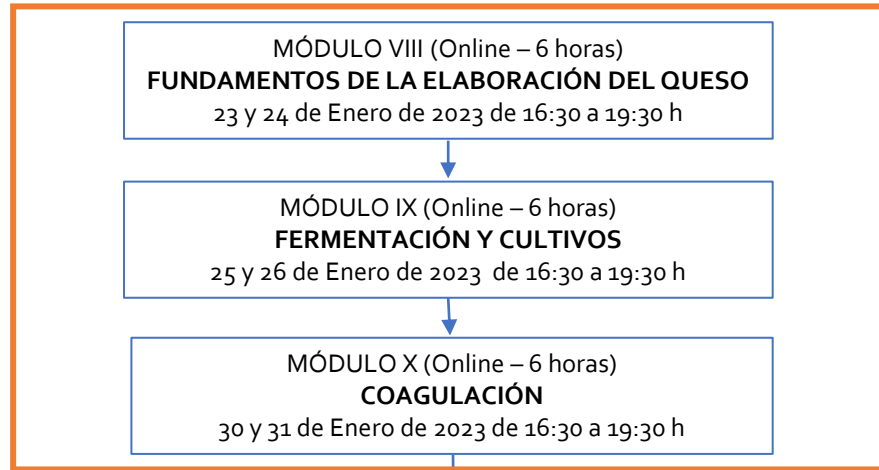 MÓDULO VIII (Online – 6 horas)
FUNDAMENTOS DE LA ELABORACIÓN DEL QUESO
23 y 24 de Enero de 2023 de 16:30 a 19:30 h
MÓDULO IX (Online – 6 horas)
FERMENTACIÓN Y CULTIVOS
25 y 26 de Enero de 2023  de 16:30 a 19:30 h
MÓDULO X (Online – 6 horas)
COAGULACIÓN
30 y 31 de Enero de 2023 de 16:30 a 19:30 h